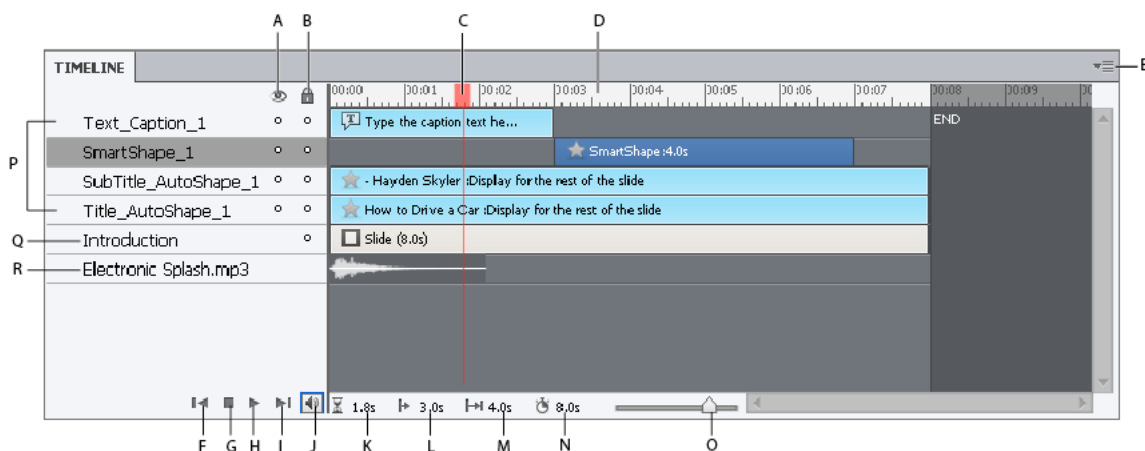 A B C D
TIMELINE
E
00:00 00:01 00:02 00:03 00:04 00:05 00:06 00:07 00:08 00:09
Text_Caption_1 T Type the caption text he... END
P
SmartShape_1 SmartShape :4.0s
SubTitle_AutoShape_1 - Hayden Skyler :Display for the rest of the slide
Title_AutoShape_1 How to Drive a Car :Display for the rest of the slide
Q Introduction Slide (8.0s)
R Electronic Splash.mp3
1.8s 3.0s 4.0s 8.0s
F G H I J K L M N O